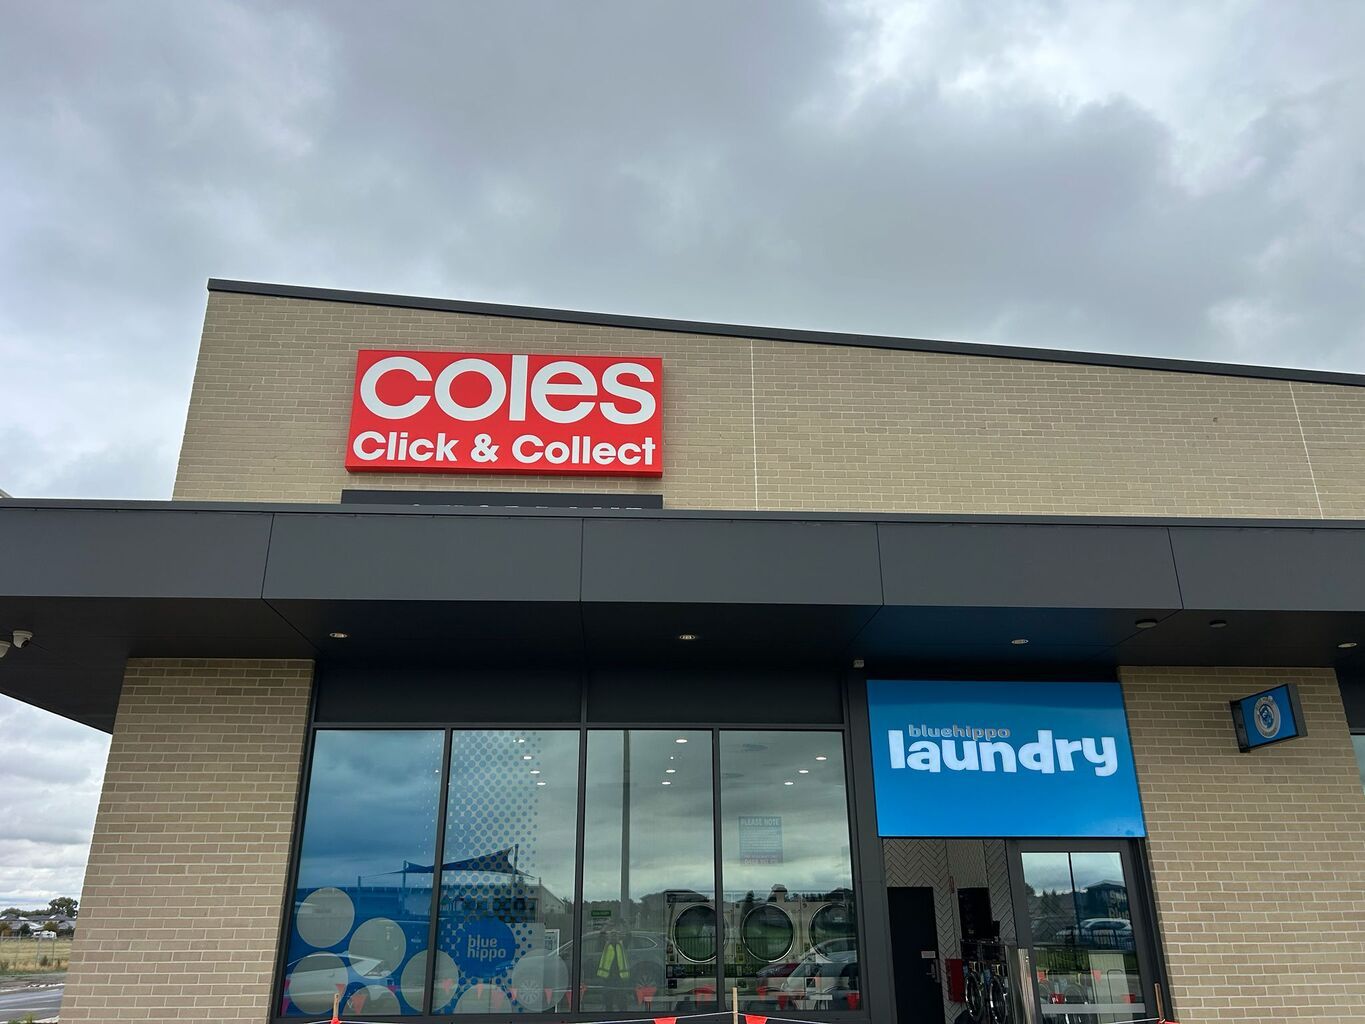 coles
Click & Collect
bluehippo
laundry
PLEASE NOTE
blue
hippo